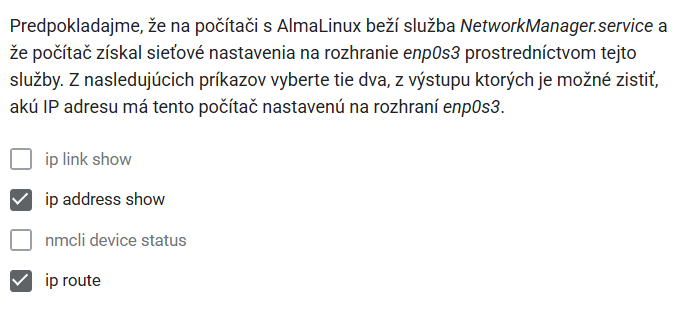 Predpokladajme, že na počítači s AlmaLinux beží služba NetworkManager.service a
že počítač získal sieťové nastavenia na rozhranie enp0s3 prostredníctvom tejto
služby. Z nasledujúcich príkazov vyberte tie dva, z výstupu ktorých je možné zistiť,
akú IP adresu má tento počítač nastavenú na rozhraní enp0s3.
ip link show
ip address show
nmcli device status
ip route